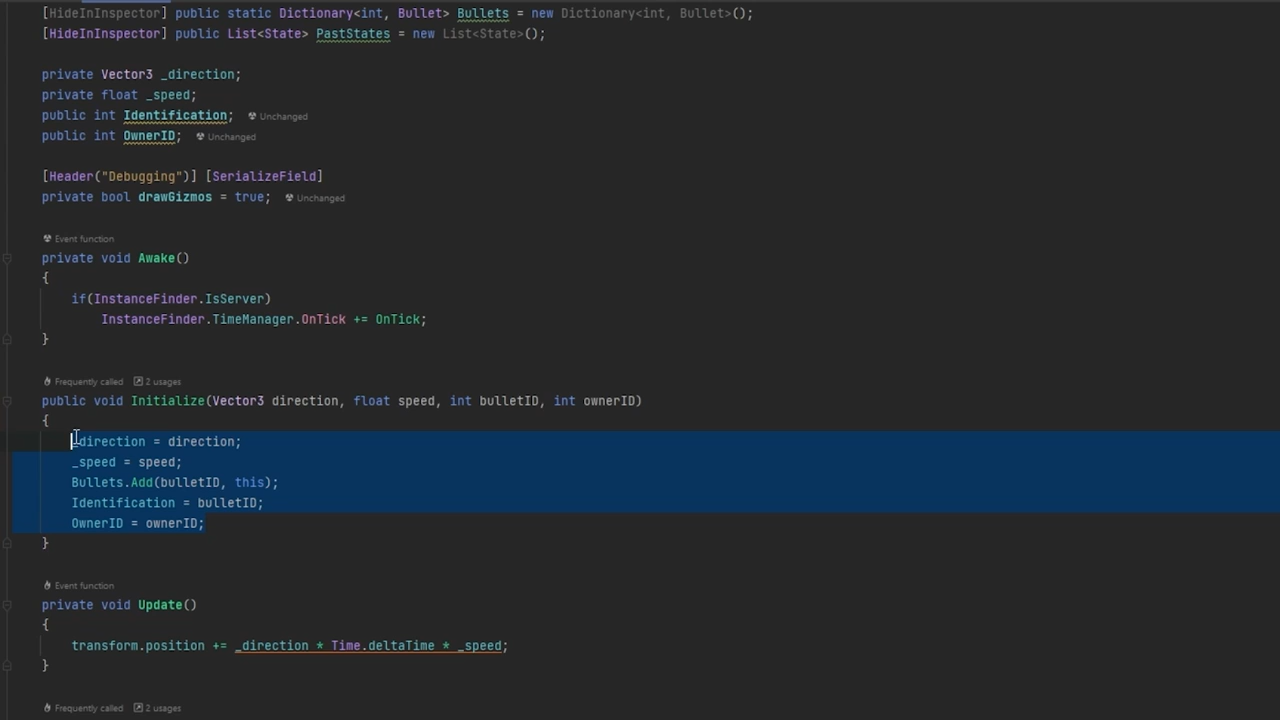 [HideInInspector] public static Dictionary<int, Bullet> Bullets = new Dictionary<int, Bullet>();
[HideInInspector] public List<State> PastStates = new List<State>();
private Vector3 _direction;
private float _speed;
public int Identification; Unchanged
public int OwnerID; Unchanged
[Header("Debugging")] [SerializeField]
private bool drawGizmos = true; Unchanged
Event function
private void Awake()
{
if(InstanceFinder.IsServer)
InstanceFinder.TimeManager.OnTick += OnTick;
}
Frequently called 2 usages
public void Initialize(Vector3 direction, float speed, int bulletID, int ownerID)
{
_direction = direction;
_speed = speed;
Bullets.Add(bulletID, this);
Identification = bulletID;
OwnerID = ownerID;
}
Event function
private void Update()
{
transform.position += _direction * Time.deltaTime * _speed;
}
Frequently called 2 usages